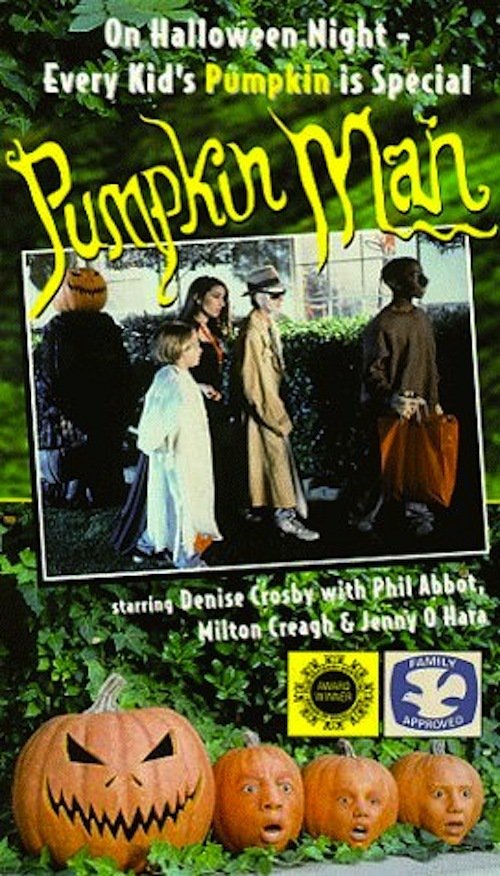 On Halloween Night -
Every Kid's Pumpkin is Special
Pumpkin Man
starring Denise Crosby with Phil Abbot,
Milton Creagh & Jenny O Hara
AWARD
WINNER
FAMILY
APPROVED